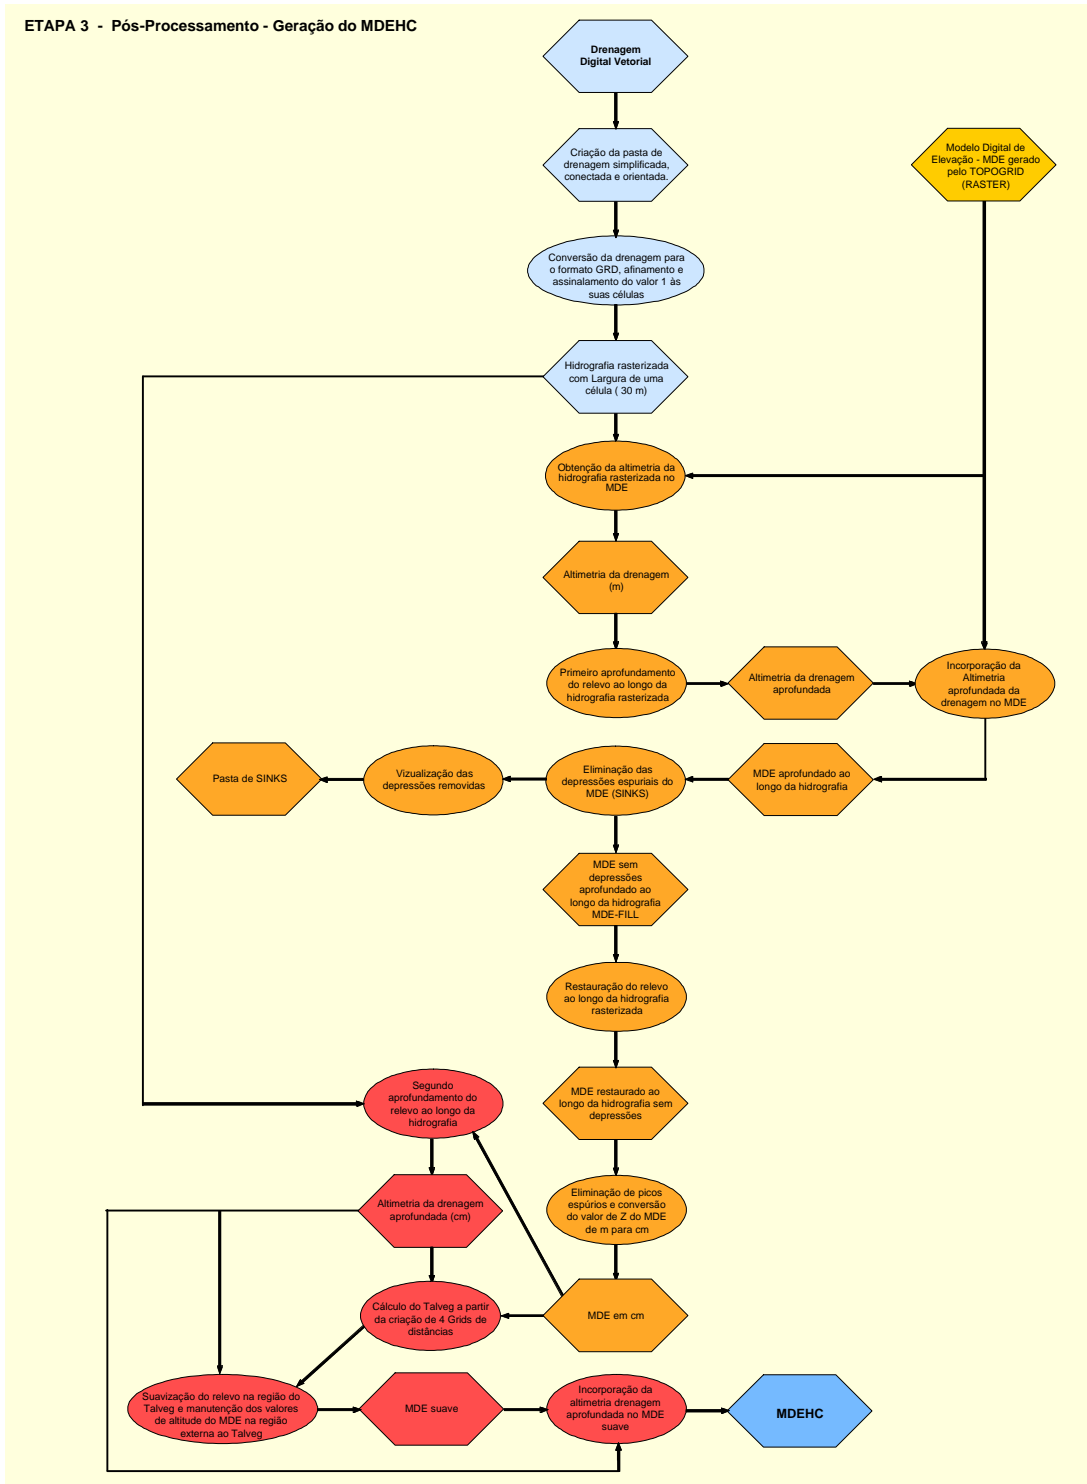 ETAPA 3 - Pós-Processamento - Geração do MDEHC
Drenagem
Digital Vetorial
Criação da pasta de
drenagem simplificada,
conectada e orientada.
Modelo Digital de
Elevação - MDE gerado
pelo TOPOGRID
(RASTER)
Conversão da drenagem para
o formato GRD, afinamento e
assinalamento do valor 1 às
suas células
Hidrografia rasterizada
com Largura de uma
célula ( 30 m)
Obtenção da altimetria da
hidrografia rasterizada no
MDE
Altimetria da drenagem
(m)
Primeiro aprofundamento
do relevo ao longo da
hidrografia rasterizada
Altimetria da drenagem
aprofundada
Incorporação da
Altimetria
aprofundada da
drenagem no MDE
Pasta de SINKS
Vizualização das
depressões removidas
Eliminação das
depressões espuriais do
MDE (SINKS)
MDE aprofundado ao
longo da hidrografia
MDE sem
depressões
aprofundado ao
longo da hidrografia
MDE-FILL
Restauração do relevo
ao longo da hidrografia
rasterizada
Segundo
aprofundamento do
relevo ao longo da
hidrografia
MDE restaurado ao
longo da hidrografia sem
depressões
Altimetria da drenagem
aprofundada (cm)
Eliminação de picos
espúrios e conversão
do valor de Z do MDE
de m para cm
Cálculo do Talveg a partir
da criação de 4 Grids de
distâncias
MDE em cm
Suavização do relevo na região do
Talveg e manutenção dos valores
de altitude do MDE na região
externa ao Talveg
MDE suave
Incorporação da
altimetria drenagem
aprofundada no MDE
suave
MDEHC